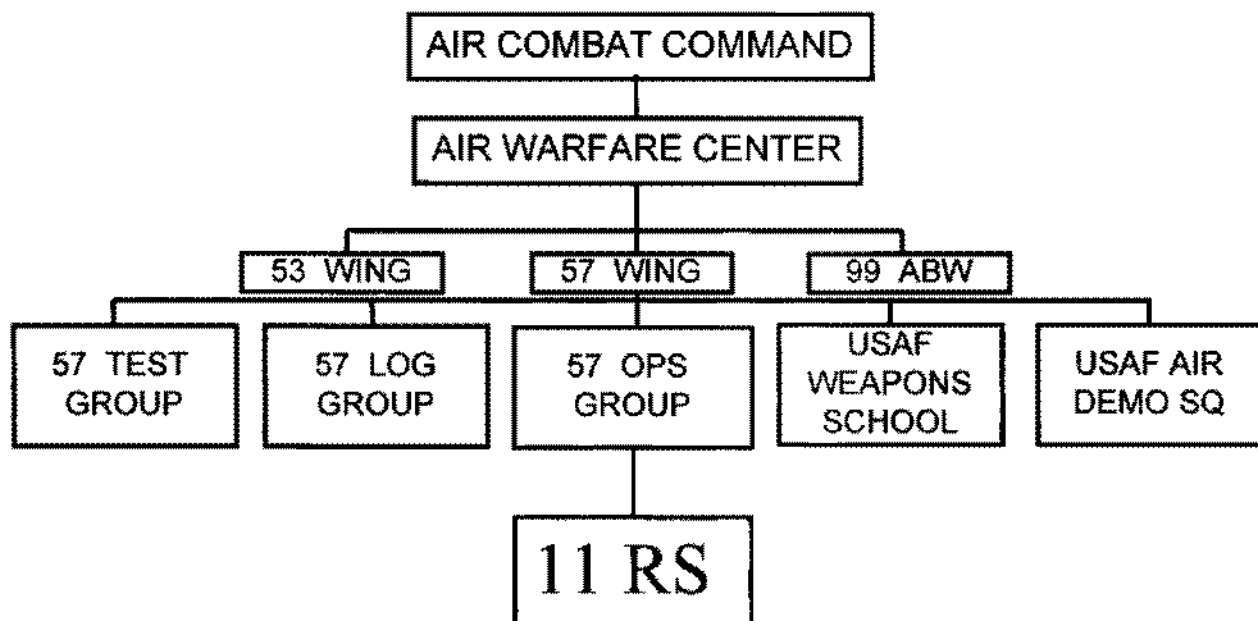 AIR COMBAT COMMAND
AIR WARFARE CENTER
53 WING
57 WING
99 ABW
57 TEST
GROUP
57 LOG
GROUP
57 OPS
GROUP
USAF
WEAPONS
SCHOOL
USAF AIR
DEMO SQ
11 RS